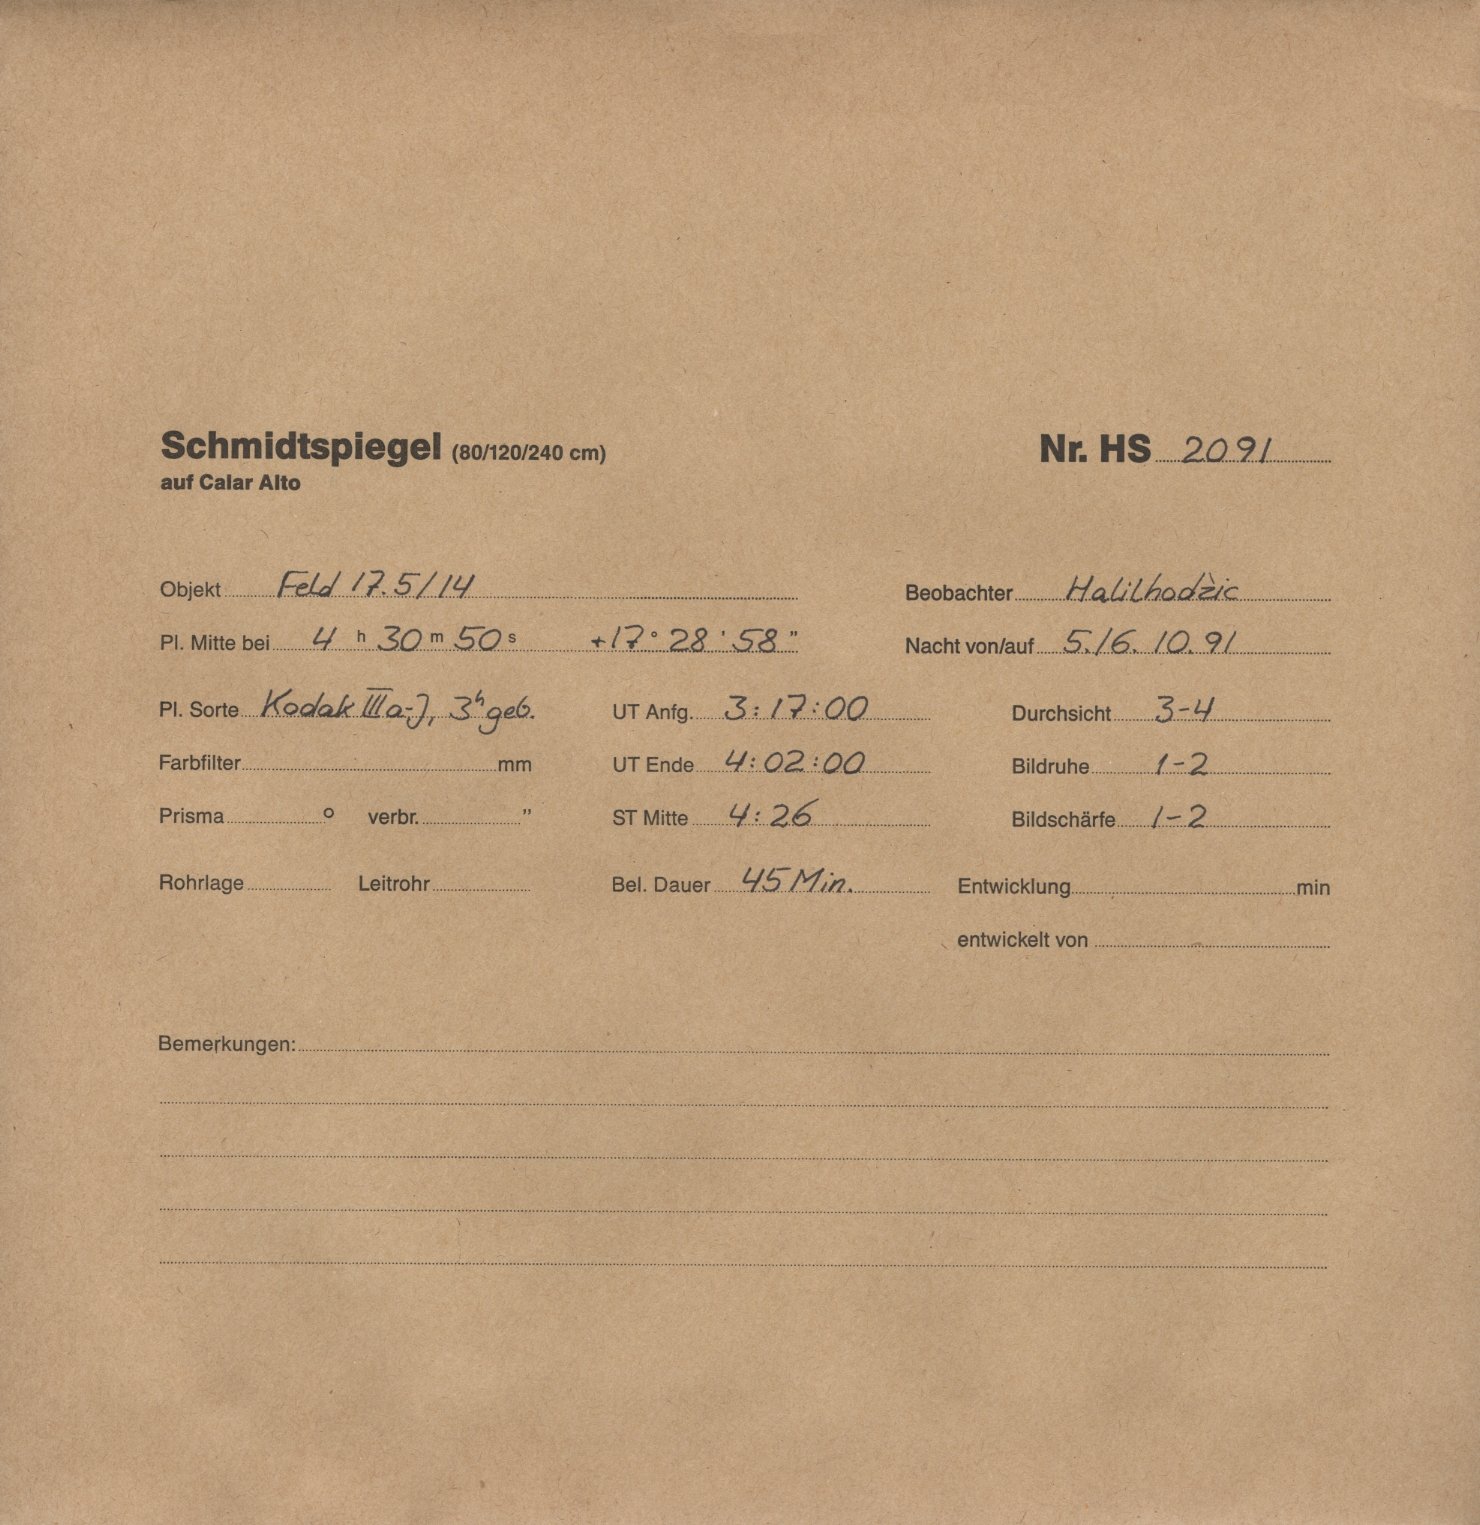 Schmidtspiegel (80/120/240 cm) Nr. HS 2091
auf Calar Alto
Objekt Feld 17.5/14 Beobachter Halilhodžic
Pl. Mitte bei 4 h 30 m 50 s +17° 28' 58" Nacht von/auf 5./6. 10. 91
Pl. Sorte Kodak IIIa-J, 3h geb. UT Anfg. 3:17:00 Durchsicht 3-4
Farbfilter mm UT Ende 4:02:00 Bildruhe 1-2
Prisma ° verbr. " ST Mitte 4:26 Bildschärfe 1-2
Rohrlage Leitrohr Bel. Dauer 45 Min. Entwicklung min
entwickelt von
Bemerkungen: